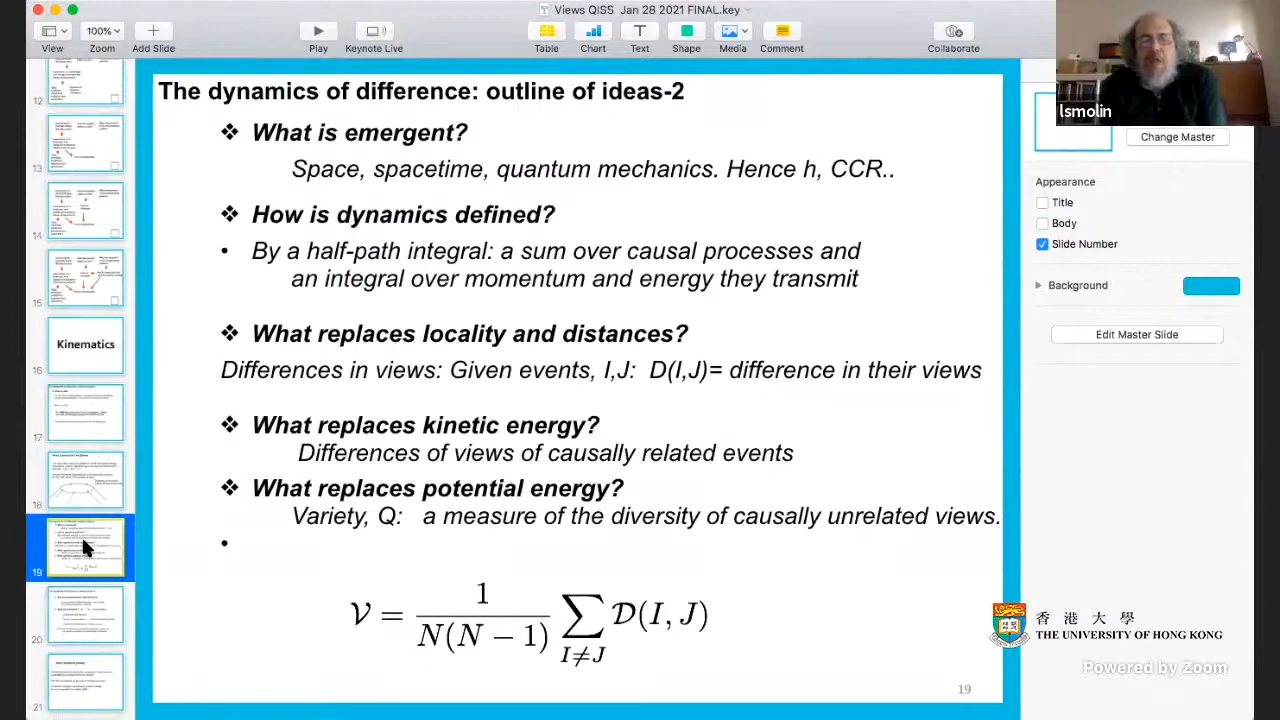 Views QISS Jan 28 2021 FINAL.key
100%
View
Zoom
Add Slide
Play
Keynote Live
Table
Chart
Text
Shape
Media
Comment
Collaborate
lsmolin
Change Master
Appearance
Title
Body
Slide Number
Background
Edit Master Slide
12
13
14
15
Kinematics
16
17
18
19
20
21
The dynamics of difference: outline of ideas-2
❖ What is emergent?
Space, spacetime, quantum mechanics. Hence h, CCR..
❖ How is dynamics defined?
• By a half-path integral: a sum over causal processes and
an integral over momentum and energy they transmit
❖ What replaces locality and distances?
Differences in views: Given events, I,J: D(I,J)= difference in their views
❖ What replaces kinetic energy?
Differences of views of causally related events
❖ What replaces potential energy?
Variety, Q: a measure of the diversity of causally unrelated views.
•
𝒱 = 1/N(N − 1) ∑ I≠J 𝒟(I, J)
19
香港大學
THE UNIVERSITY OF HONG KONG
Powered by Zoom